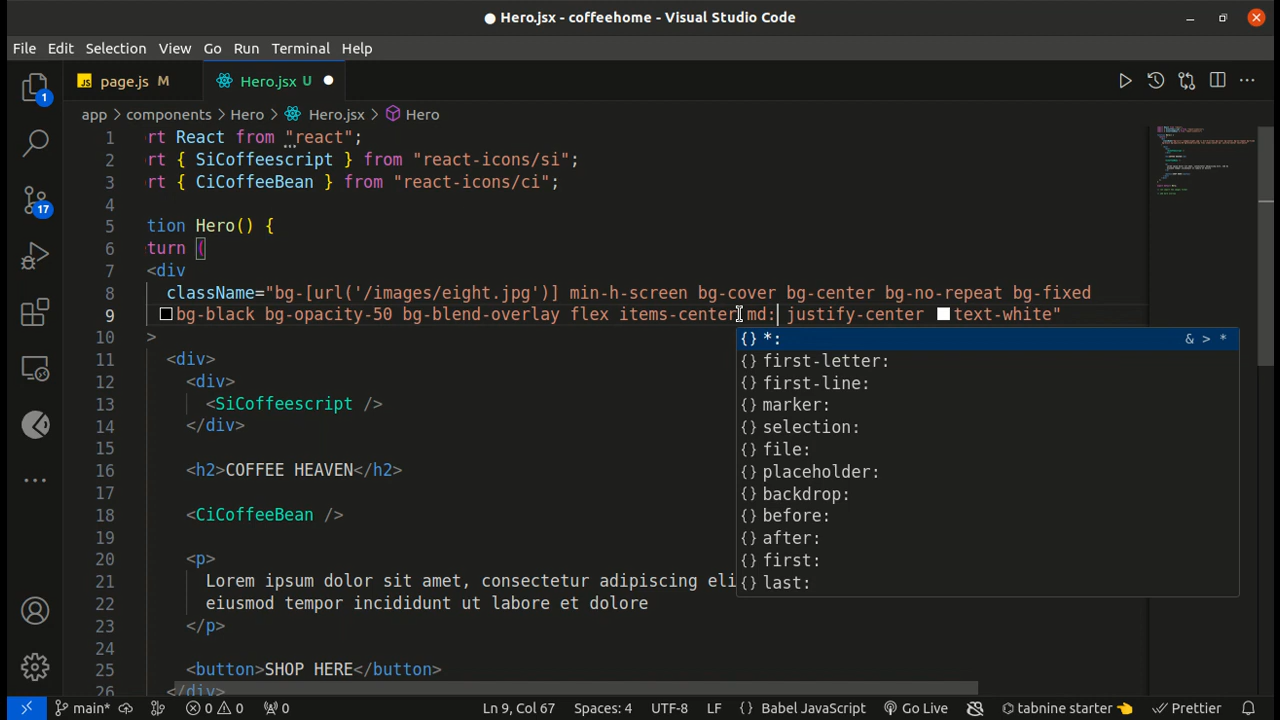 Hero.jsx - coffeehome - Visual Studio Code
File Edit Selection View Go Run Terminal Help
JS page.js M Hero.jsx U
app > components > Hero > Hero.jsx > Hero
1 rt React from "react";
2 rt { SiCoffeescript } from "react-icons/si";
3 rt { CiCoffeeBean } from "react-icons/ci";
4
5 tion Hero() {
6 turn (
7 <div
8 className="bg-[url('/images/eight.jpg')] min-h-screen bg-cover bg-center bg-no-repeat bg-fixed
9 bg-black bg-opacity-50 bg-blend-overlay flex items-center md: justify-center text-white"
10 >
11 <div>
12 <div>
13 <SiCoffeescript />
14 </div>
15
16 <h2>COFFEE HEAVEN</h2>
17
18 <CiCoffeeBean />
19
20 <p>
21 Lorem ipsum dolor sit amet, consectetur adipiscing eli
22 eiusmod tempor incididunt ut labore et dolore
23 </p>
24
25 <button>SHOP HERE</button>
26 </div>
{} *: & > *
{} first-letter:
{} first-line:
{} marker:
{} selection:
{} file:
{} placeholder:
{} backdrop:
{} before:
{} after:
{} first:
{} last:
1
17
main* 0 0 0 Ln 9, Col 67 Spaces: 4 UTF-8 LF {} Babel JavaScript Go Live tabnine starter Prettier